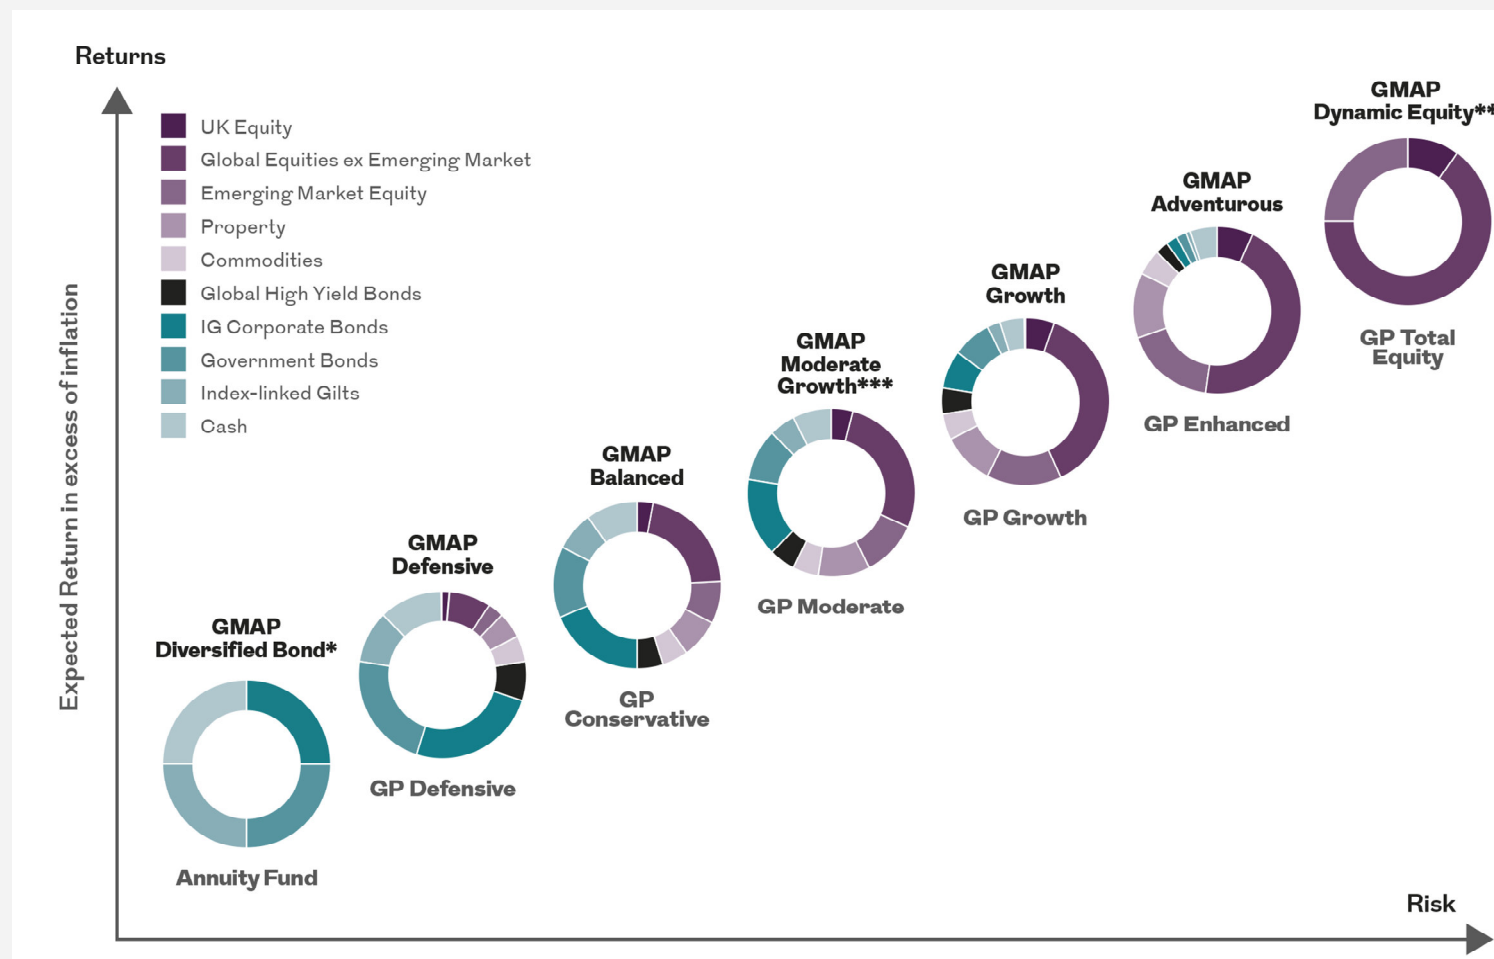 Returns
UK Equity
Global Equities ex Emerging Market
Emerging Market Equity
Property
Commodities
Global High Yield Bonds
IG Corporate Bonds
Government Bonds
Index-linked Gilts
Cash
Expected Return in excess of inflation
GMAP
Diversified Bond*
Annuity Fund
GMAP
Defensive
GP Defensive
GMAP
Balanced
GP
Conservative
GMAP
Moderate
Growth***
GP Moderate
GMAP
Growth
GP Growth
GMAP
Adventurous
GP Enhanced
GMAP
Dynamic Equity**
GP Total
Equity
Risk